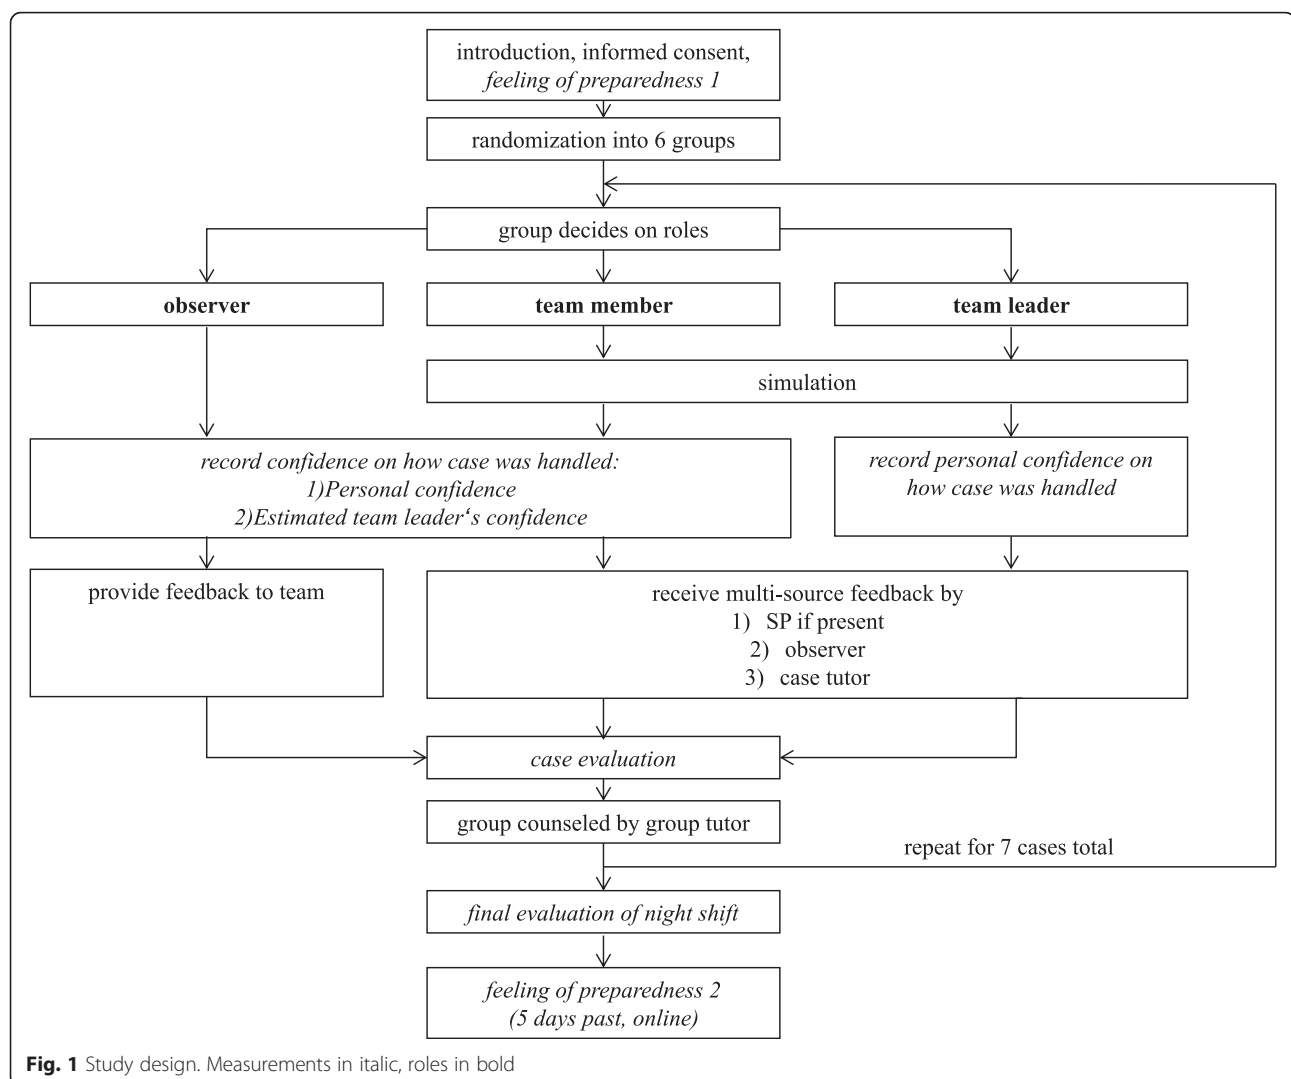 introduction, informed consent,
feeling of preparedness 1
randomization into 6 groups
group decides on roles
observer
team member
team leader
simulation
record confidence on how case was handled:
1)Personal confidence
2)Estimated team leader‘s confidence
record personal confidence on
how case was handled
provide feedback to team
receive multi-source feedback by
1) SP if present
2) observer
3) case tutor
case evaluation
group counseled by group tutor
repeat for 7 cases total
final evaluation of night shift
feeling of preparedness 2
(5 days past, online)
Fig. 1 Study design. Measurements in italic, roles in bold